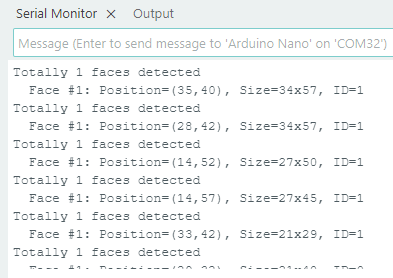 Serial Monitor × Output
Message (Enter to send message to 'Arduino Nano' on 'COM32')
Totally 1 faces detected
Face #1: Position=(35,40), Size=34x57, ID=1
Totally 1 faces detected
Face #1: Position=(28,42), Size=34x57, ID=1
Totally 1 faces detected
Face #1: Position=(14,52), Size=27x50, ID=1
Totally 1 faces detected
Face #1: Position=(14,57), Size=27x45, ID=1
Totally 1 faces detected
Face #1: Position=(33,42), Size=21x29, ID=1
Totally 1 faces detected